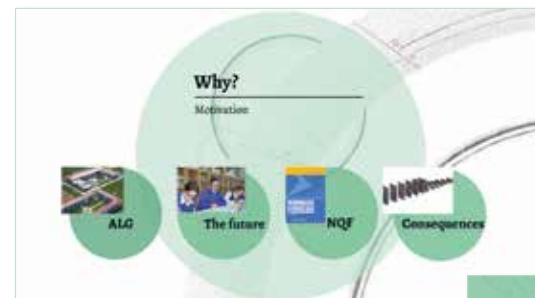 Why?
Motivation
ALG
The future
NQF
Consequences